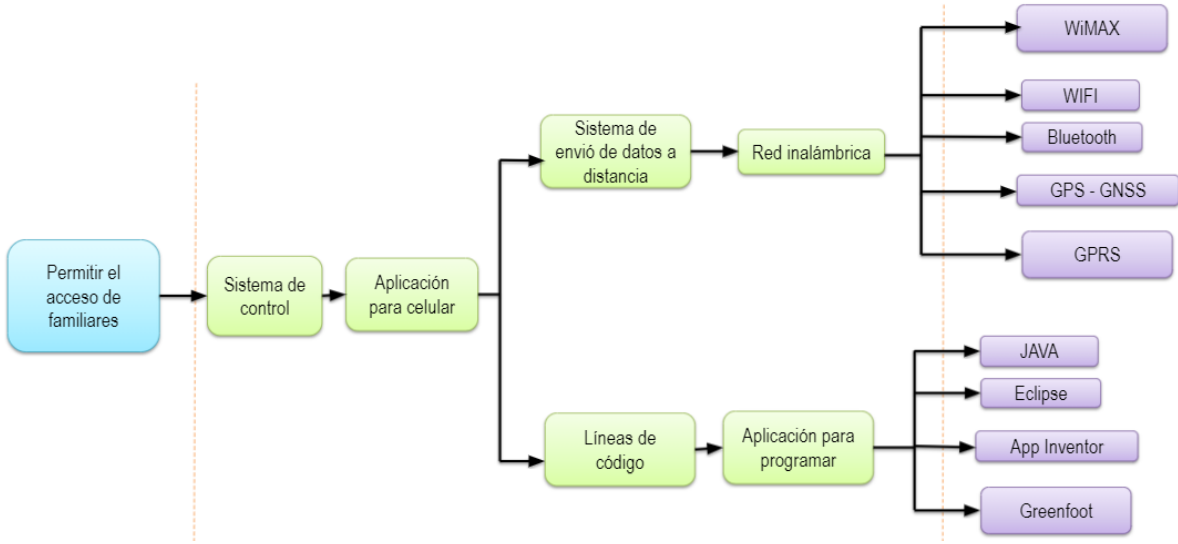 Permitir el
acceso de
familiares
Sistema de
control
Aplicación
para celular
Sistema de
envió de datos a
distancia
Red inalámbrica
WiMAX
WIFI
Bluetooth
GPS - GNSS
GPRS
Líneas de
código
Aplicación para
programar
JAVA
Eclipse
App Inventor
Greenfoot